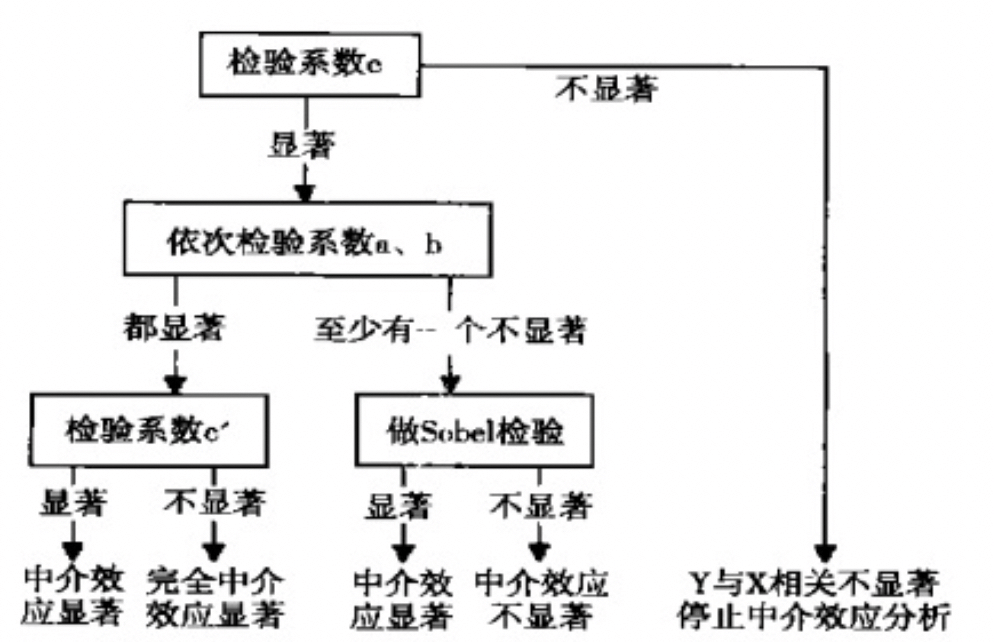 检验系数c
不显著
显著
依次检验系数a、b
都显著
至少有一个不显著
检验系数c′
做Sobel检验
显著
不显著
显著
不显著
中介效
应显著
完全中介
效应显著
中介效
应显著
中介效应
不显著
Y与X相关不显著
停止中介效应分析